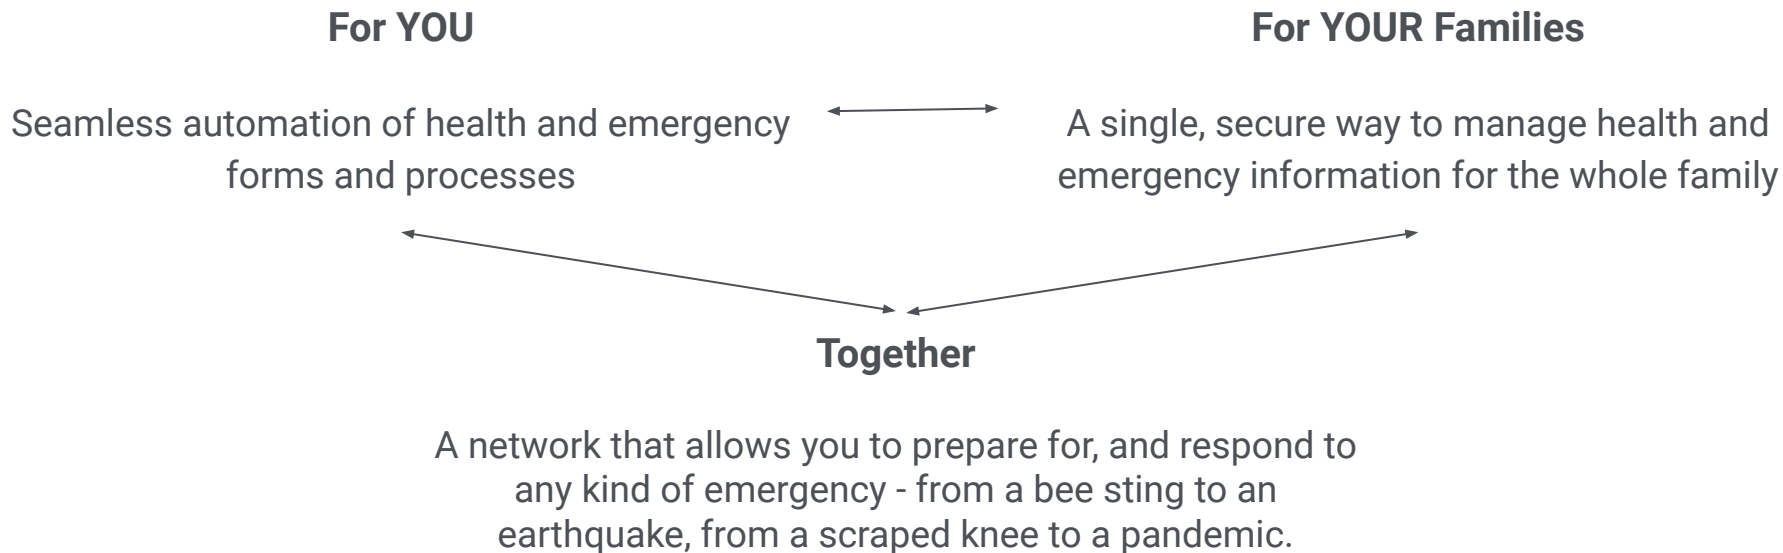 For YOU
Seamless automation of health and emergency
forms and processes
For YOUR Families
A single, secure way to manage health and
emergency information for the whole family
Together
A network that allows you to prepare for, and respond to
any kind of emergency - from a bee sting to an
earthquake, from a scraped knee to a pandemic.